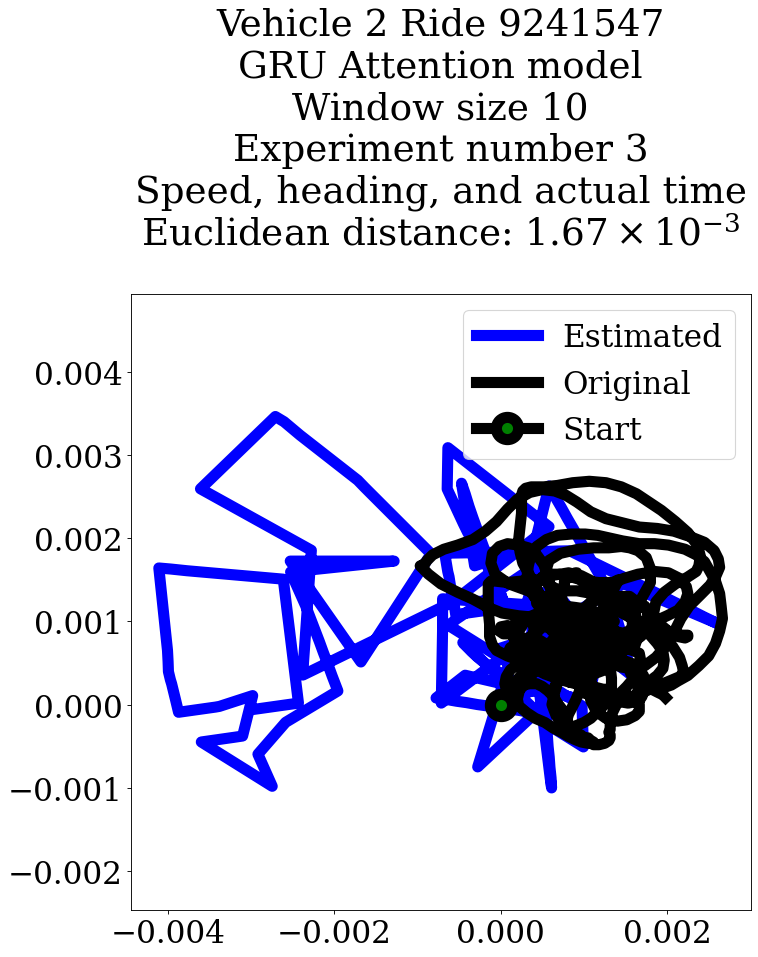 Vehicle 2 Ride 9241547
GRU Attention model
Window size 10
Experiment number 3
Speed, heading, and actual time
Euclidean distance: 1.67 × 10⁻³
Estimated
Original
Start
0.004
0.003
0.002
0.001
0.000
−0.001
−0.002
−0.004
−0.002
0.000
0.002